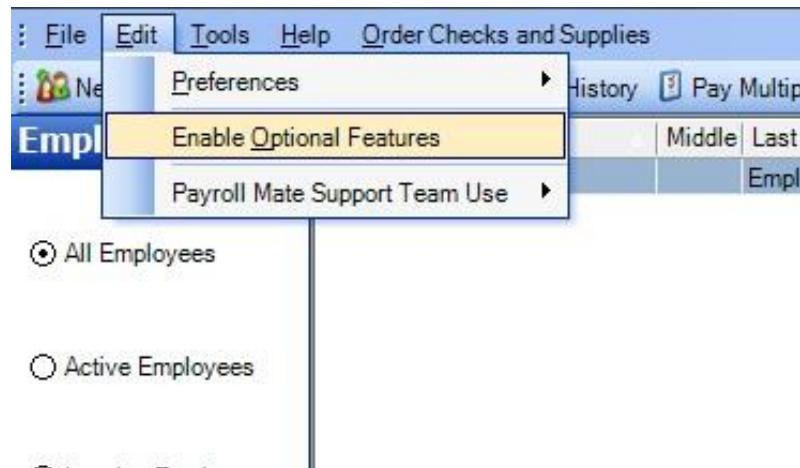 File Edit Tools Help Order Checks and Supplies
Ne Preferences History Pay Multip
Empl Enable Optional Features Middle Last
Payroll Mate Support Team Use Empl
All Employees
Active Employees